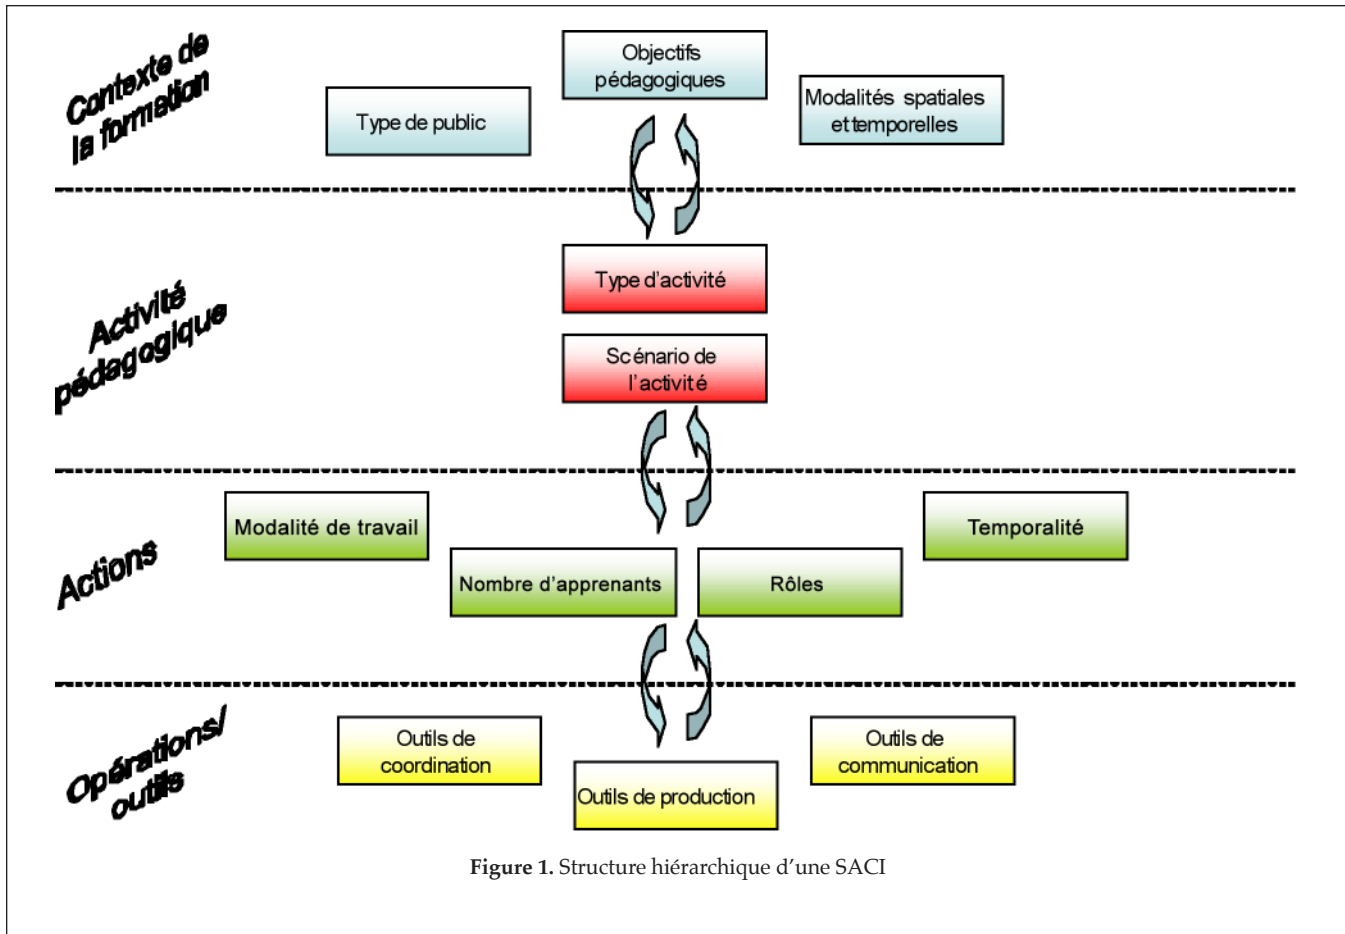 Contexte de
la formation
Objectifs
pédagogiques
Type de public
Modalités spatiales
et temporelles
Activité
pédagogique
Type d'activité
Scénario de
l'activité
Actions
Modalité de travail
Temporalité
Nombre d'apprenants
Rôles
Opérations/
outils
Outils de
coordination
Outils de production
Outils de
communication
Figure 1. Structure hiérarchique d'une SACI